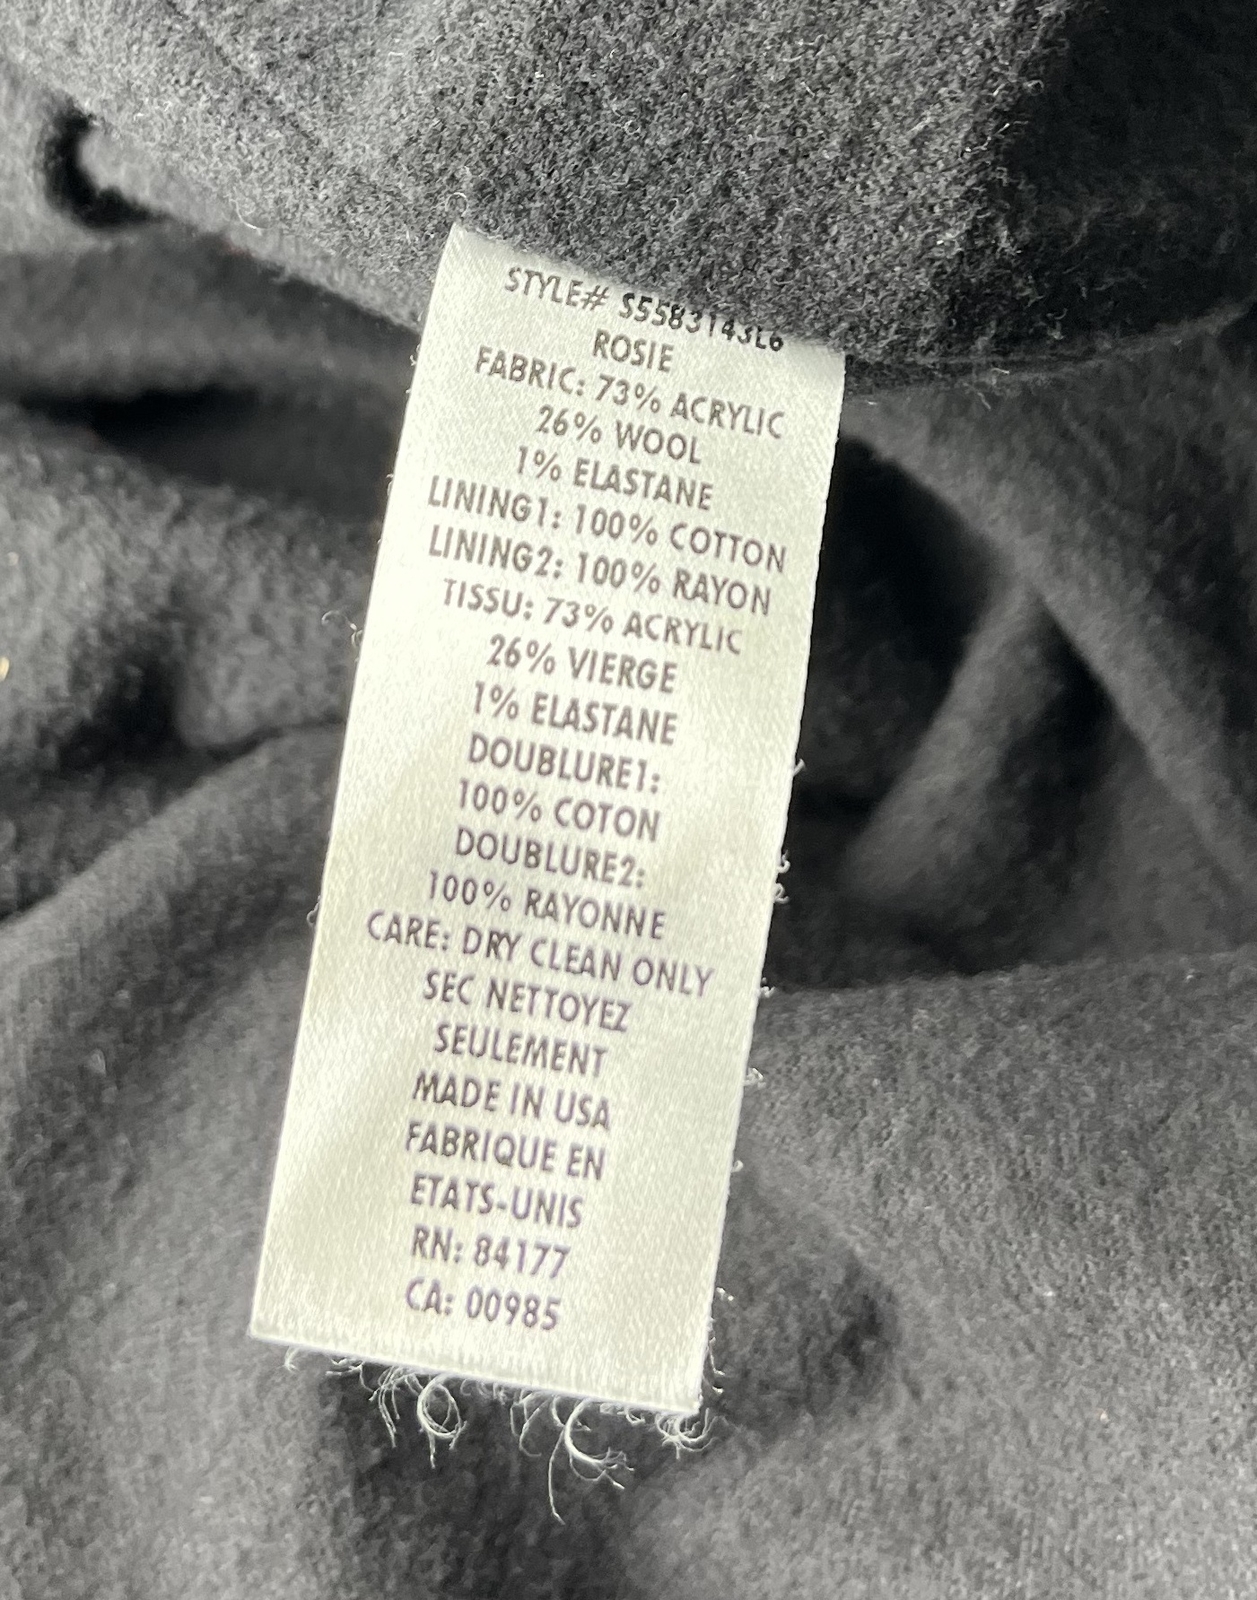 STYLE# S5583143L6
ROSIE
FABRIC: 73% ACRYLIC
26% WOOL
1% ELASTANE
LINING1: 100% COTTON
LINING2: 100% RAYON
TISSU: 73% ACRYLIC
26% VIERGE
1% ELASTANE
DOUBLURE1:
100% COTON
DOUBLURE2:
100% RAYONNE
CARE: DRY CLEAN ONLY
SEC NETTOYEZ
SEULEMENT
MADE IN USA
FABRIQUE EN
ETATS-UNIS
RN: 84177
CA: 00985